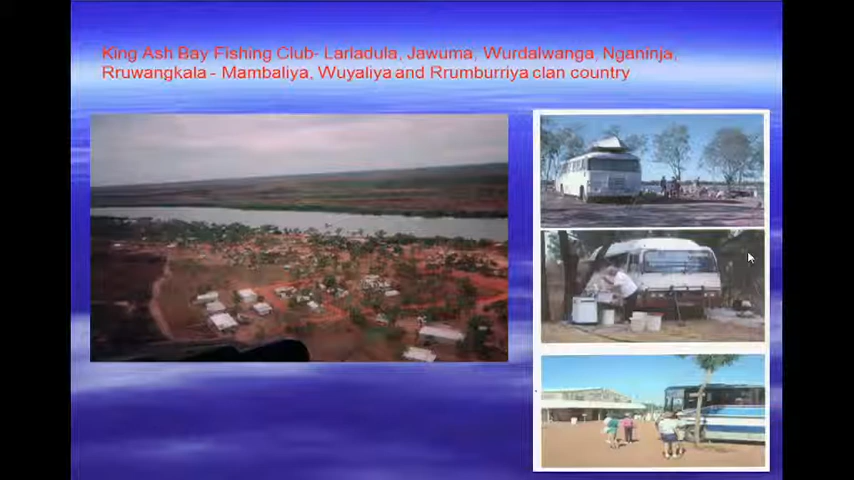 King Ash Bay Fishing Club- Larladula, Jawuma, Wurdalwanga, Nganinja,
Rruwangkala - Mambaliya, Wuyaliya and Rrumburriya clan country